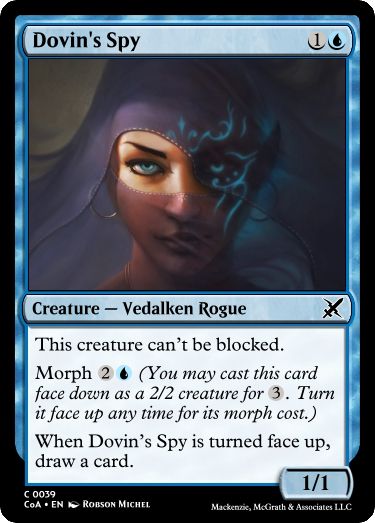 Dovin's Spy 1
Creature — Vedalken Rogue
This creature can't be blocked.
Morph 2 (You may cast this card
face down as a 2/2 creature for 3. Turn
it face up any time for its morph cost.)
When Dovin's Spy is turned face up,
draw a card.
1/1
C 0039
CoA • EN Robson Michel
Mackenzie, McGrath & Associates LLC